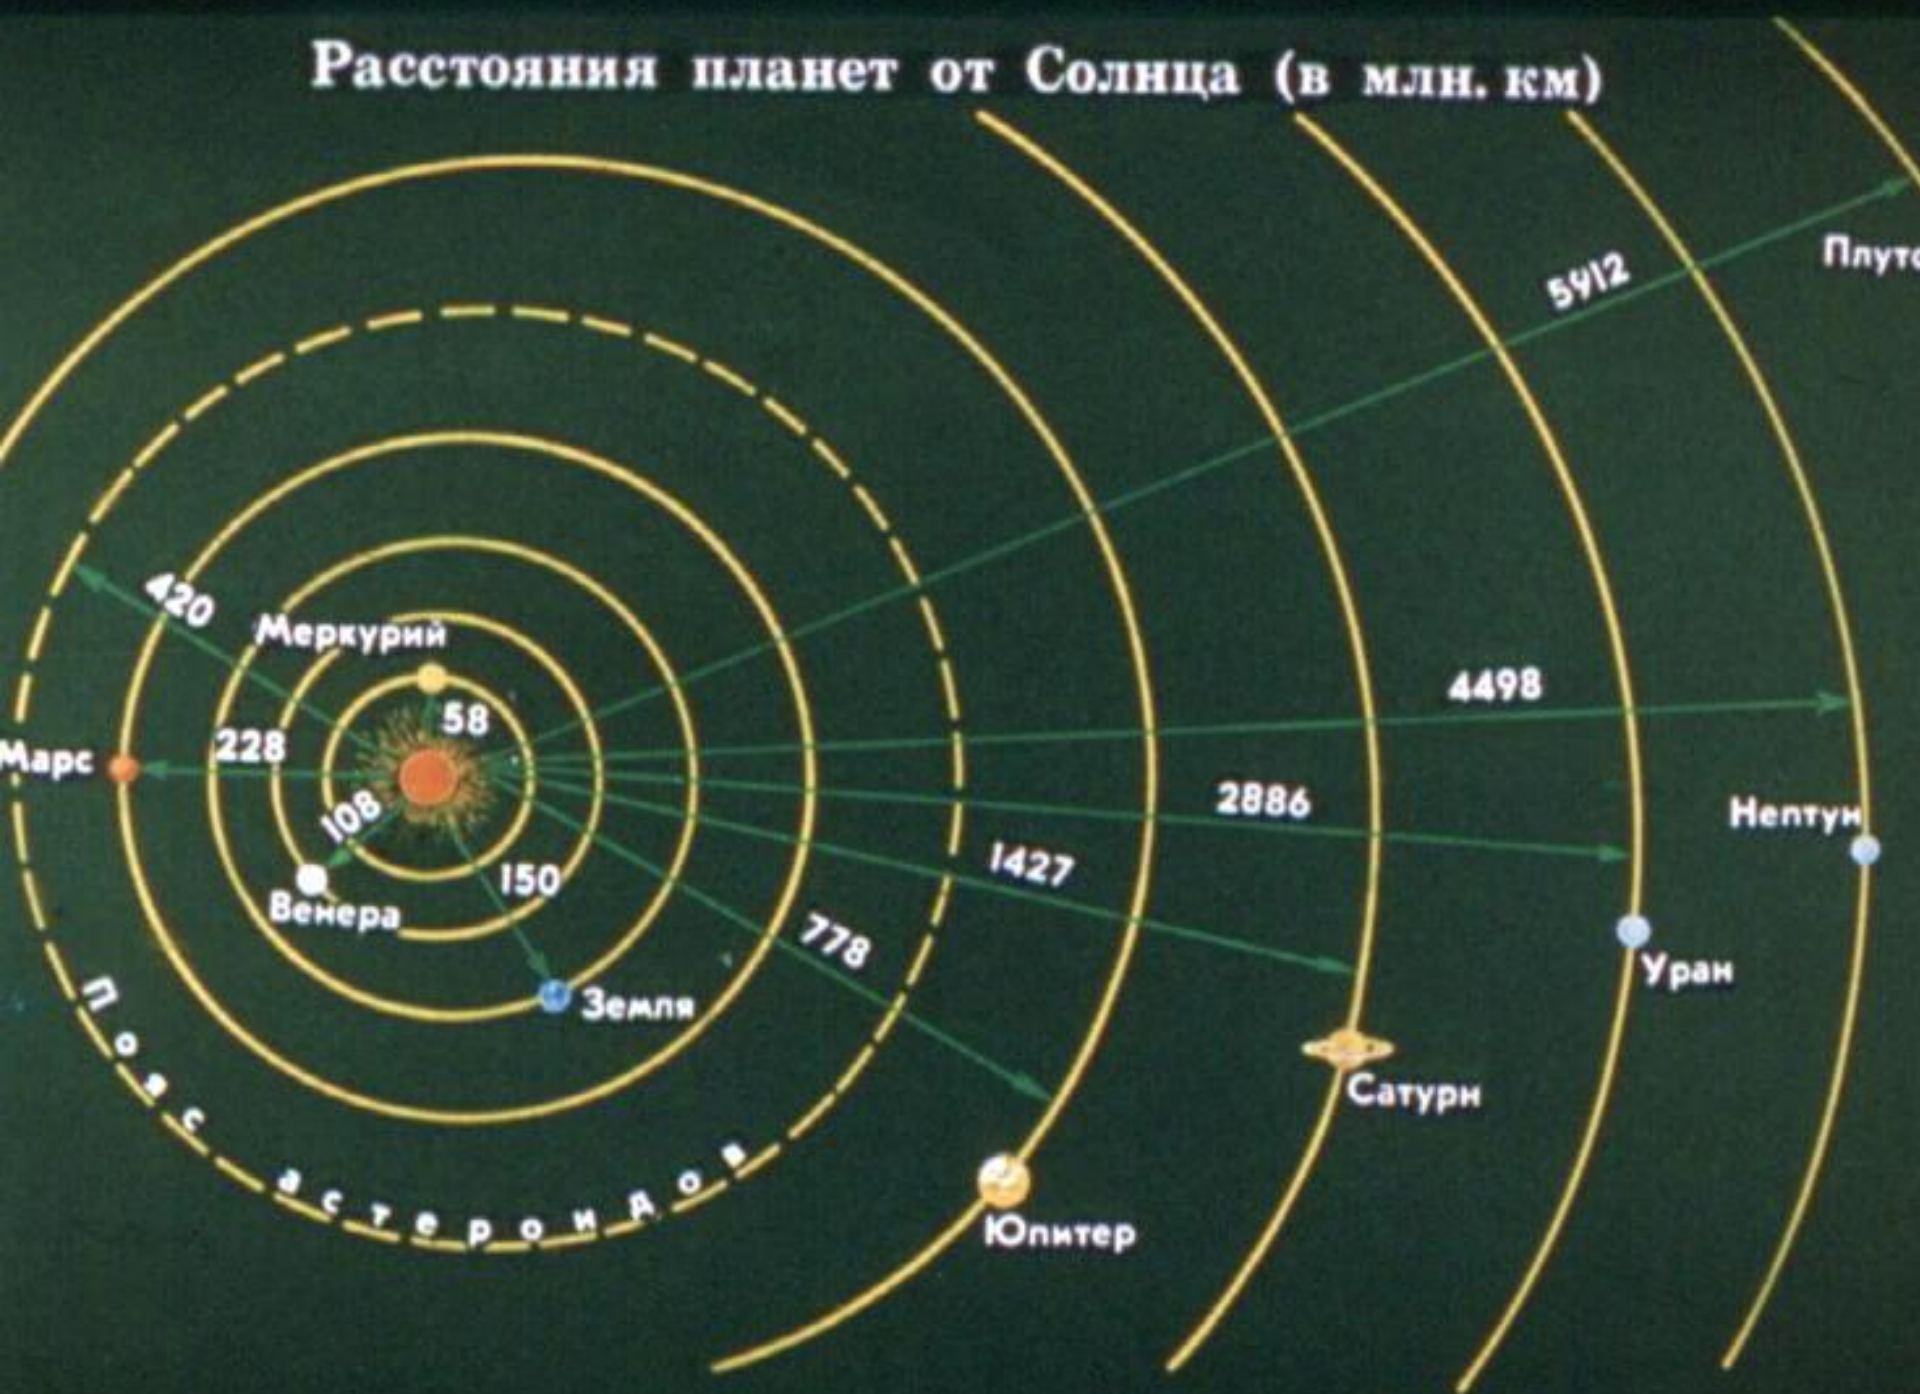 Расстояния планет от Солнца (в млн. км)
5912
Плуто
420
Меркурий
58
4498
228
Марс
108
2886
Нептун
1427
150
Венера
778
Уран
Земля
Пояс астероидов
Сатурн
Юпитер